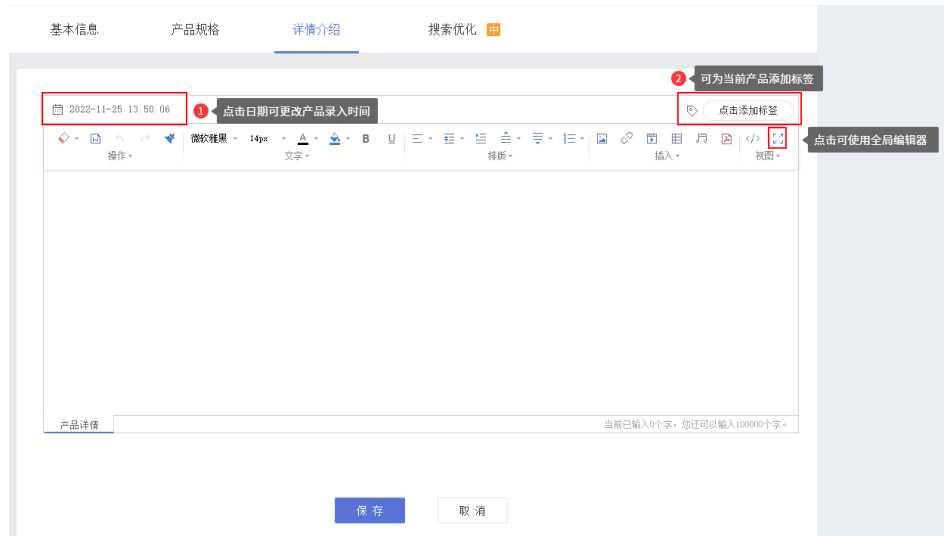 基本信息 产品规格 详情介绍 搜索优化 中
2 可为当前产品添加标签
2022-11-25 13:50:06 1 点击日期可更改产品录入时间 点击添加标签
微软雅黑 14px A B U </> 点击可使用全局编辑器
操作 文字 排版 插入 视图
产品详情 当前已输入0个字，您还可以输入100000个字。
保存 取消